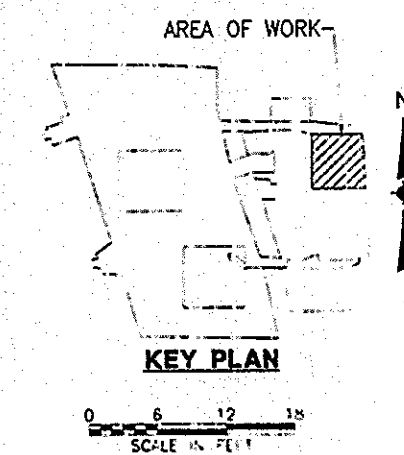 AREA OF WORK
N
KEY PLAN
0 6 12 18
SCALE IN FEET